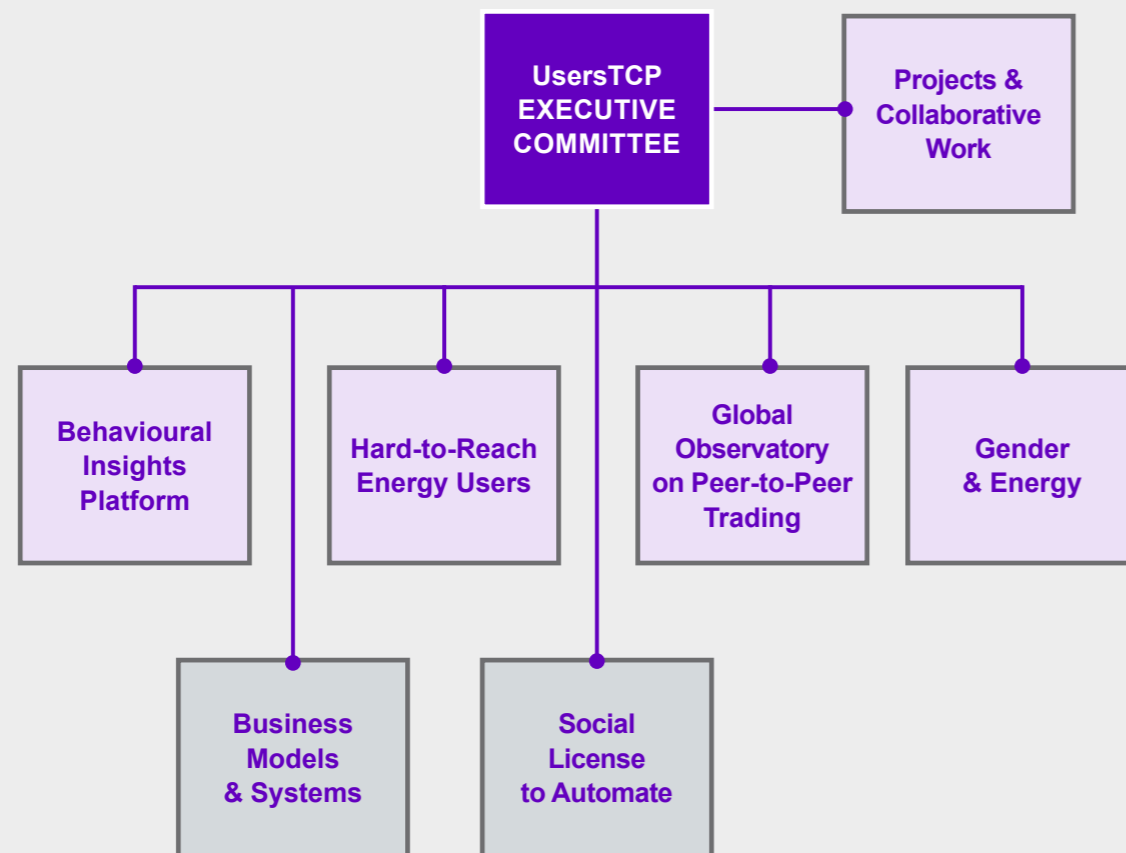 UsersTCP
EXECUTIVE
COMMITTEE
Projects &
Collaborative
Work
Behavioural
Insights
Platform
Hard-to-Reach
Energy Users
Global
Observatory
on Peer-to-Peer
Trading
Gender
& Energy
Business
Models
& Systems
Social
License
to Automate